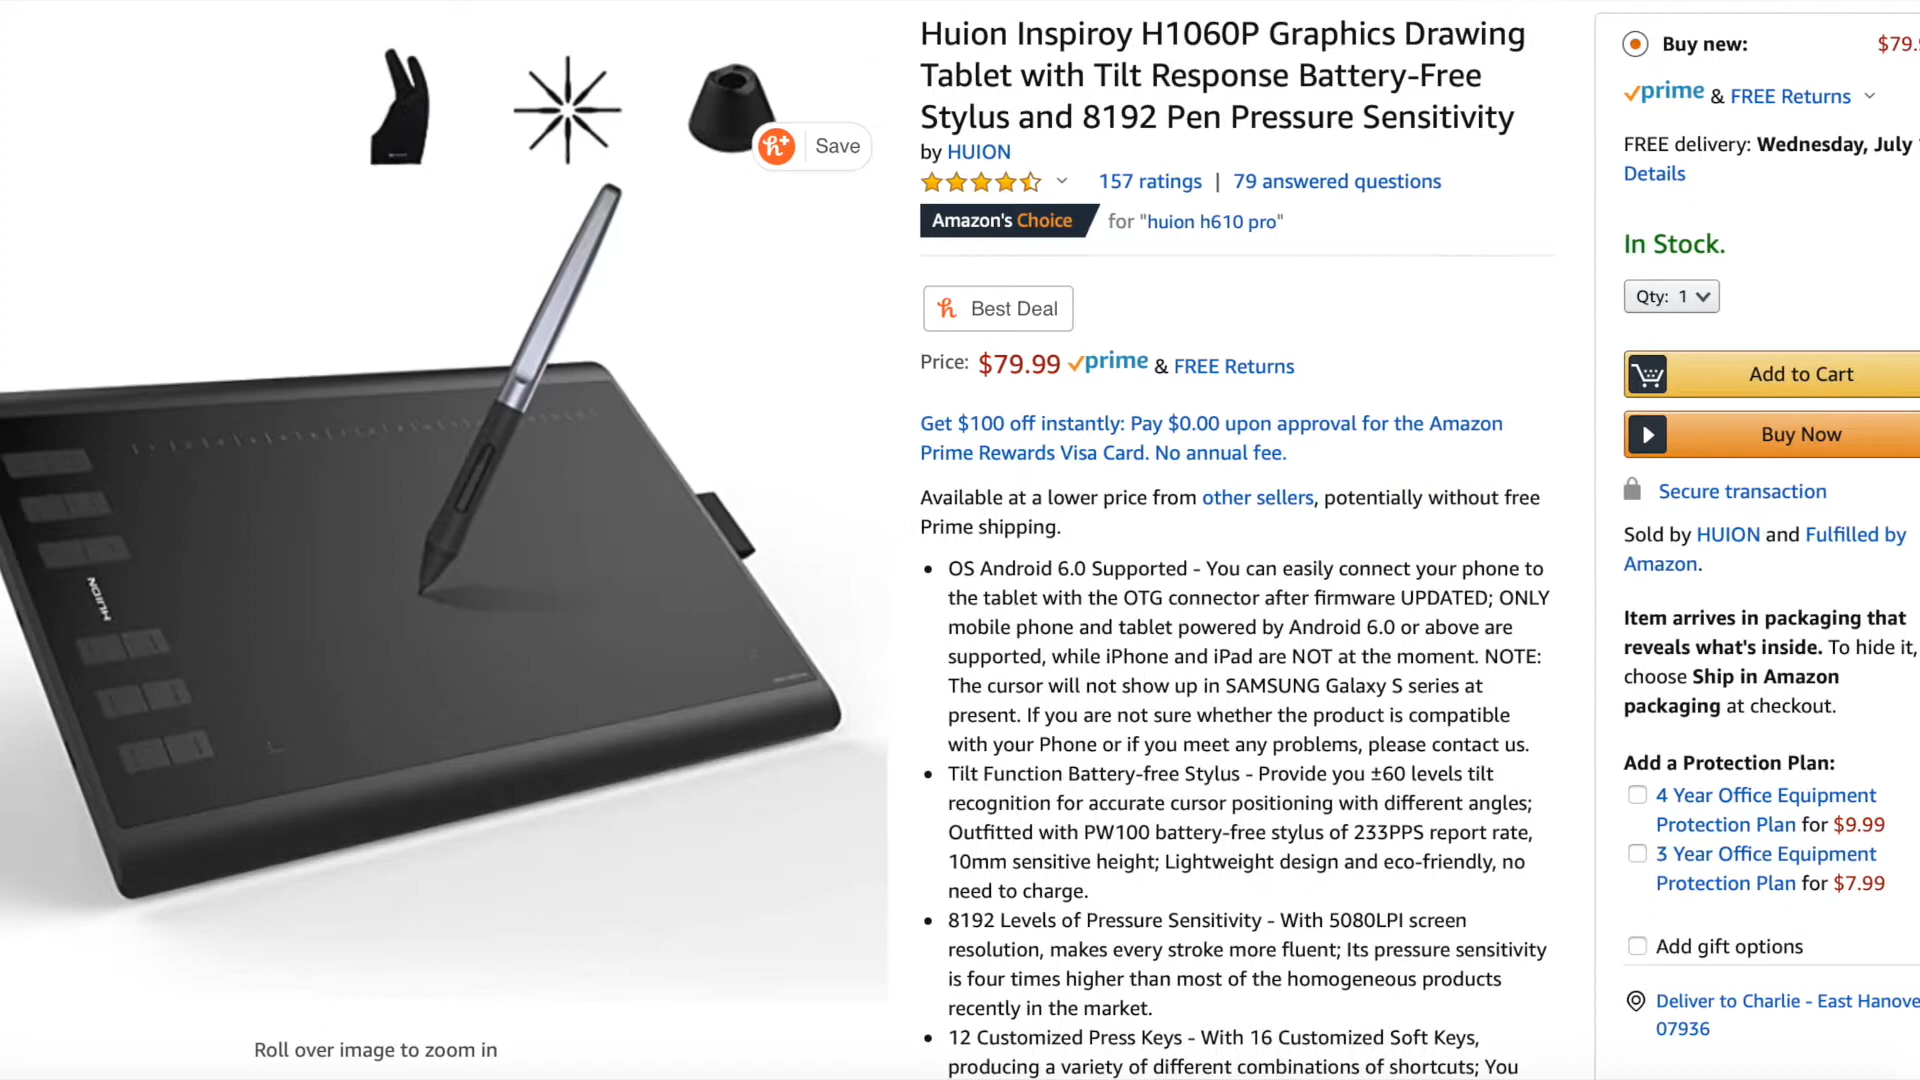 Save
HUION
Roll over image to zoom in
Huion Inspiroy H1060P Graphics Drawing
Tablet with Tilt Response Battery-Free
Stylus and 8192 Pen Pressure Sensitivity
by HUION
157 ratings | 79 answered questions
Amazon's Choice for "huion h610 pro"
Best Deal
Price: $79.99 prime & FREE Returns
Get $100 off instantly: Pay $0.00 upon approval for the Amazon
Prime Rewards Visa Card. No annual fee.
Available at a lower price from other sellers, potentially without free
Prime shipping.
• OS Android 6.0 Supported - You can easily connect your phone to
the tablet with the OTG connector after firmware UPDATED; ONLY
mobile phone and tablet powered by Android 6.0 or above are
supported, while iPhone and iPad are NOT at the moment. NOTE:
The cursor will not show up in SAMSUNG Galaxy S series at
present. If you are not sure whether the product is compatible
with your Phone or if you meet any problems, please contact us.
• Tilt Function Battery-free Stylus - Provide you ±60 levels tilt
recognition for accurate cursor positioning with different angles;
Outfitted with PW100 battery-free stylus of 233PPS report rate,
10mm sensitive height; Lightweight design and eco-friendly, no
need to charge.
• 8192 Levels of Pressure Sensitivity - With 5080LPI screen
resolution, makes every stroke more fluent; Its pressure sensitivity
is four times higher than most of the homogeneous products
recently in the market.
• 12 Customized Press Keys - With 16 Customized Soft Keys,
producing a variety of different combinations of shortcuts; You
Buy new: $79.
prime & FREE Returns
FREE delivery: Wednesday, July
Details
In Stock.
Qty: 1
Add to Cart
Buy Now
Secure transaction
Sold by HUION and Fulfilled by
Amazon.
Item arrives in packaging that
reveals what's inside. To hide it,
choose Ship in Amazon
packaging at checkout.
Add a Protection Plan:
4 Year Office Equipment
Protection Plan for $9.99
3 Year Office Equipment
Protection Plan for $7.99
Add gift options
Deliver to Charlie - East Hanove
07936